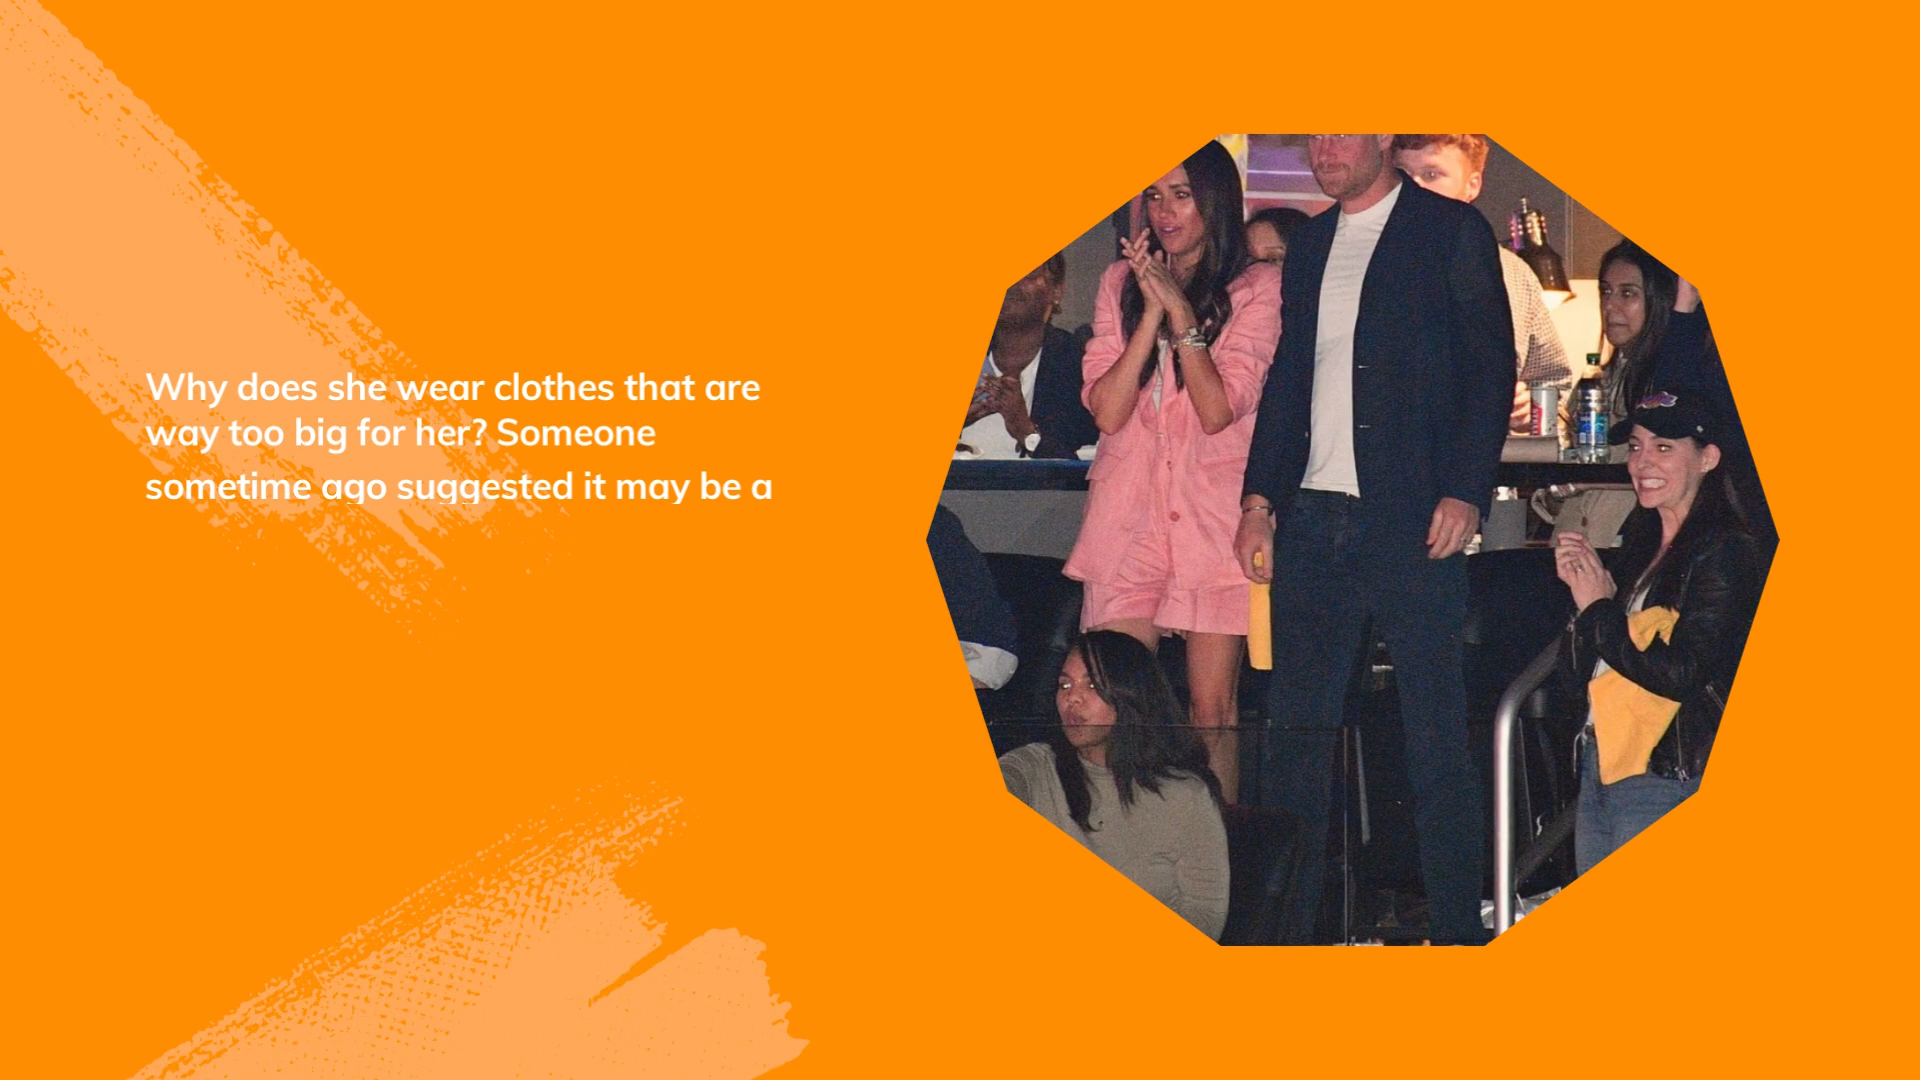 Why does she wear clothes that are
way too big for her? Someone
sometime ago suggested it may be a